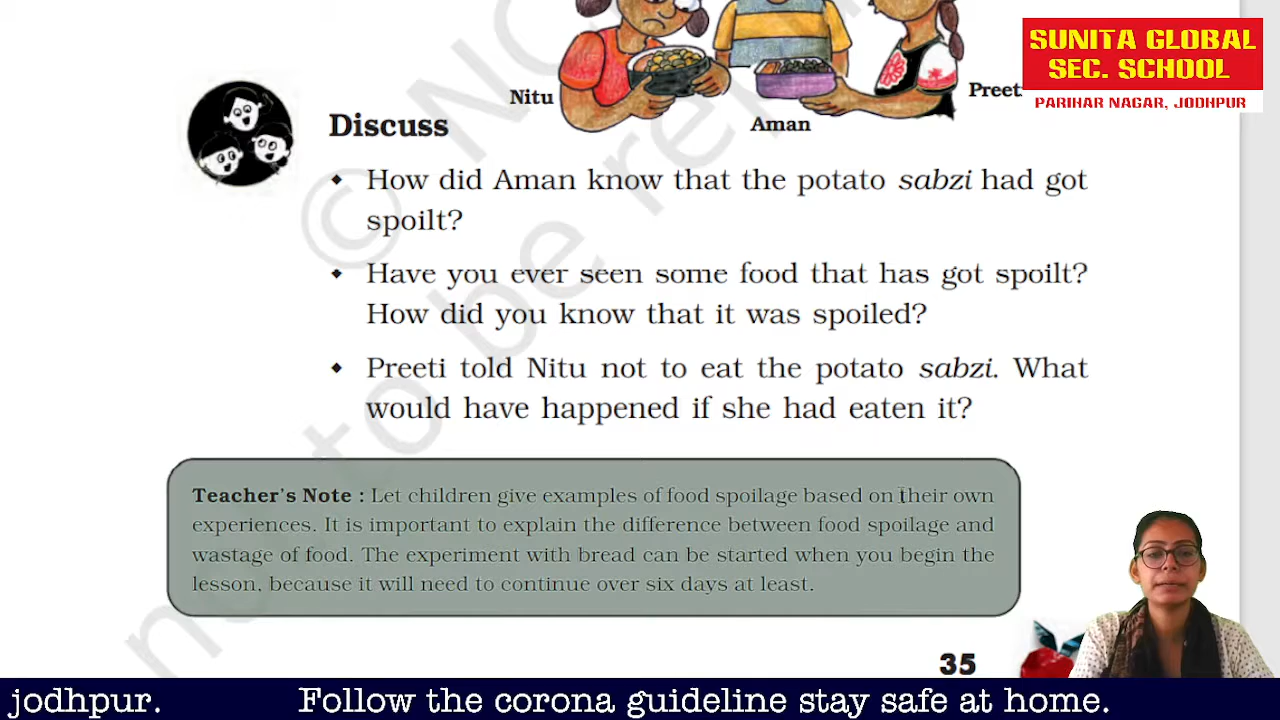 SUNITA GLOBAL
SEC. SCHOOL
PARIHAR NAGAR, JODHPUR
Nitu
Preeti
Aman
Discuss
How did Aman know that the potato sabzi had got
spoilt?
Have you ever seen some food that has got spoilt?
How did you know that it was spoiled?
Preeti told Nitu not to eat the potato sabzi. What
would have happened if she had eaten it?
Teacher's Note : Let children give examples of food spoilage based on their own
experiences. It is important to explain the difference between food spoilage and
wastage of food. The experiment with bread can be started when you begin the
lesson, because it will need to continue over six days at least.
35
jodhpur. Follow the corona guideline stay safe at home.